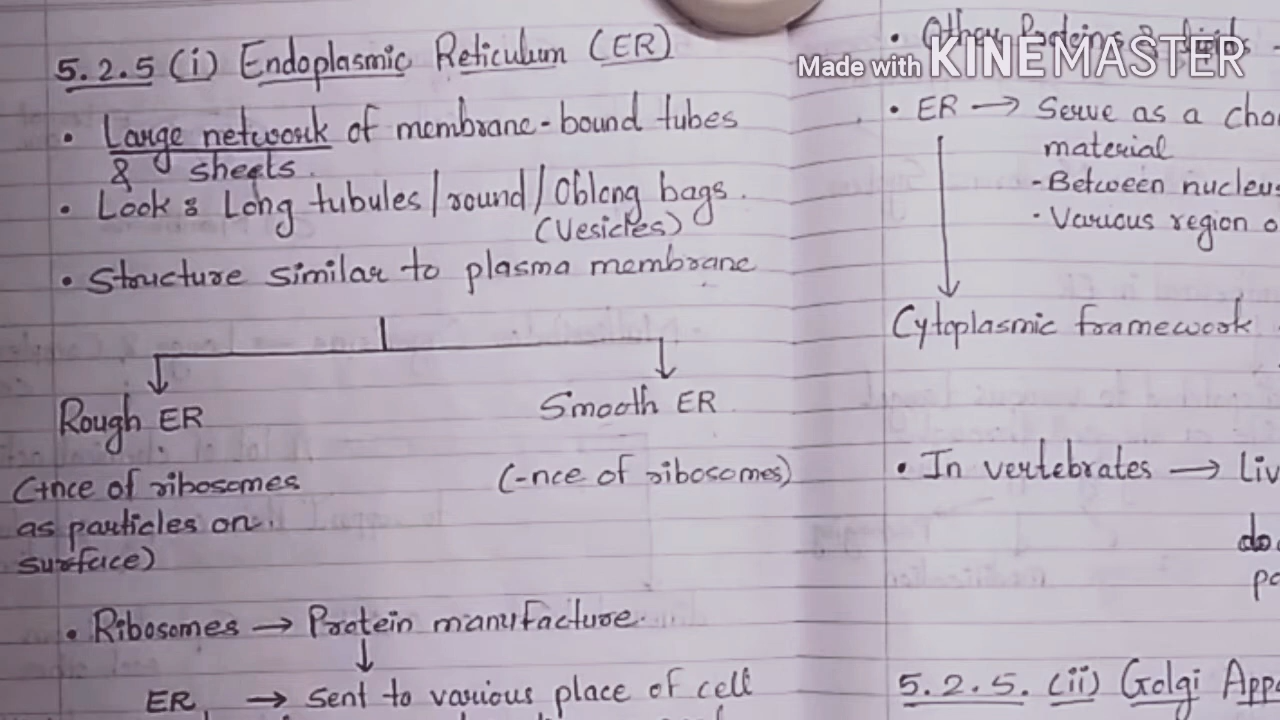 5.2.5 (i) Endoplasmic Reticulum (ER)
• Large network of membrane-bound tubes
& sheets.
• Look : Long tubules/round/Oblong bags.
(Vesicles)
• Structure similar to plasma membrane
Rough ER
Smooth ER
(+nce of ribosomes
as particles on
surface)
(-nce of ribosomes)
• Ribosomes → Protein manufacture.
↓
ER → Sent to various place of cell
• Other Proteins &
Made with KINEMASTER
• ER → Serve as a
material
- Between nucleus
- Various region
Cytoplasmic framework
• In vertebrates →
5.2.5. (ii) Golgi